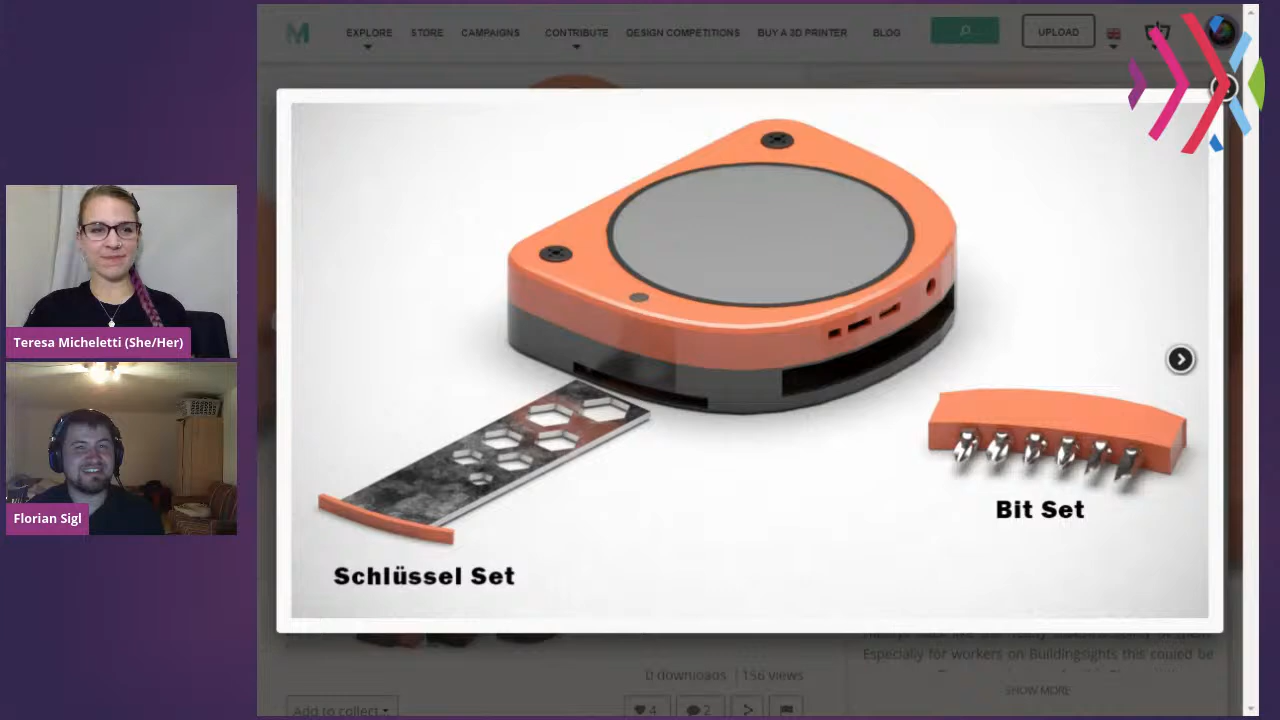 EXPLORE STORE CAMPAIGNS CONTRIBUTE DESIGN COMPETITIONS BUY A 3D PRINTER BLOG UPLOAD
Teresa Micheletti (She/Her)
Florian Sigl
Bit Set
Schlüssel Set
Especially for workers on Buildingsights this couled be
0 downloads | 156 views
SHOW MORE
Add to collect
4
2